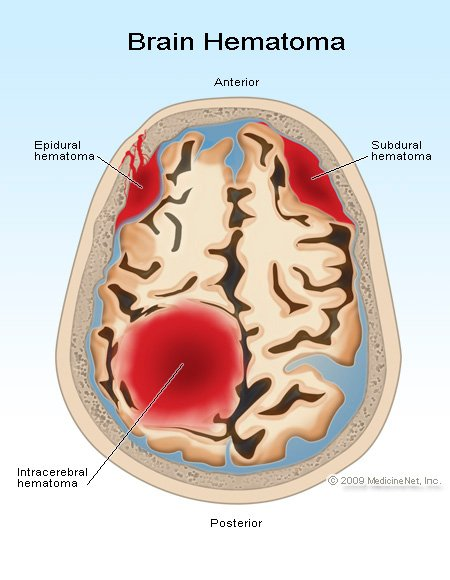 Brain Hematoma
Anterior
Epidural
hematoma
Subdural
hematoma
Intracerebral
hematoma
© 2009 MedicineNet, Inc.
Posterior